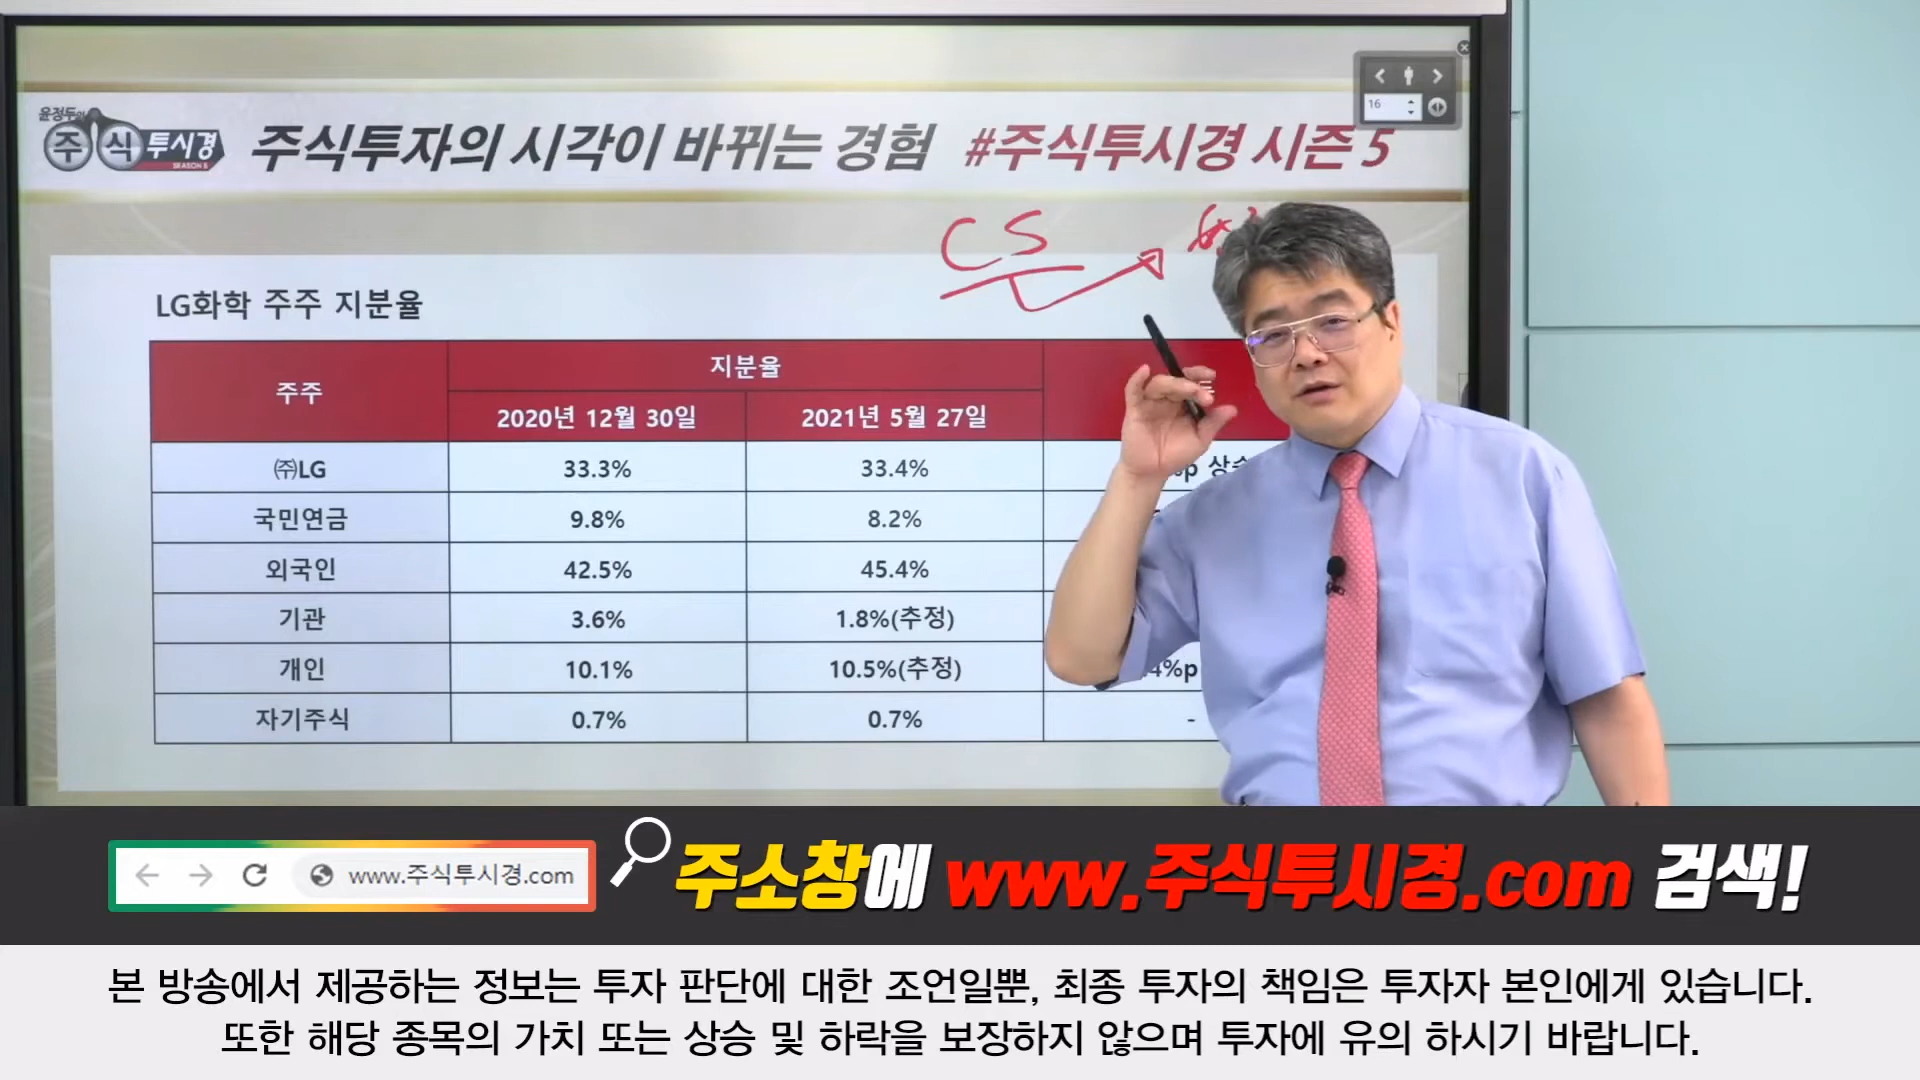 16
윤정두의
주식투시경
SEASON 5
주식투자의 시각이 바뀌는 경험 #주식투시경 시즌 5
CS
LG화학 주주 지분율
주주 지분율
2020년 12월 30일 2021년 5월 27일
㈜LG 33.3% 33.4% %p
국민연금 9.8% 8.2%
외국인 42.5% 45.4%
기관 3.6% 1.8%(추정)
개인 10.1% 10.5%(추정) 4%p
자기주식 0.7% 0.7% -
www.주식투시경.com
주소창에 www.주식투시경.com 검색!
본 방송에서 제공하는 정보는 투자 판단에 대한 조언일뿐, 최종 투자의 책임은 투자자 본인에게 있습니다.
또한 해당 종목의 가치 또는 상승 및 하락을 보장하지 않으며 투자에 유의 하시기 바랍니다.